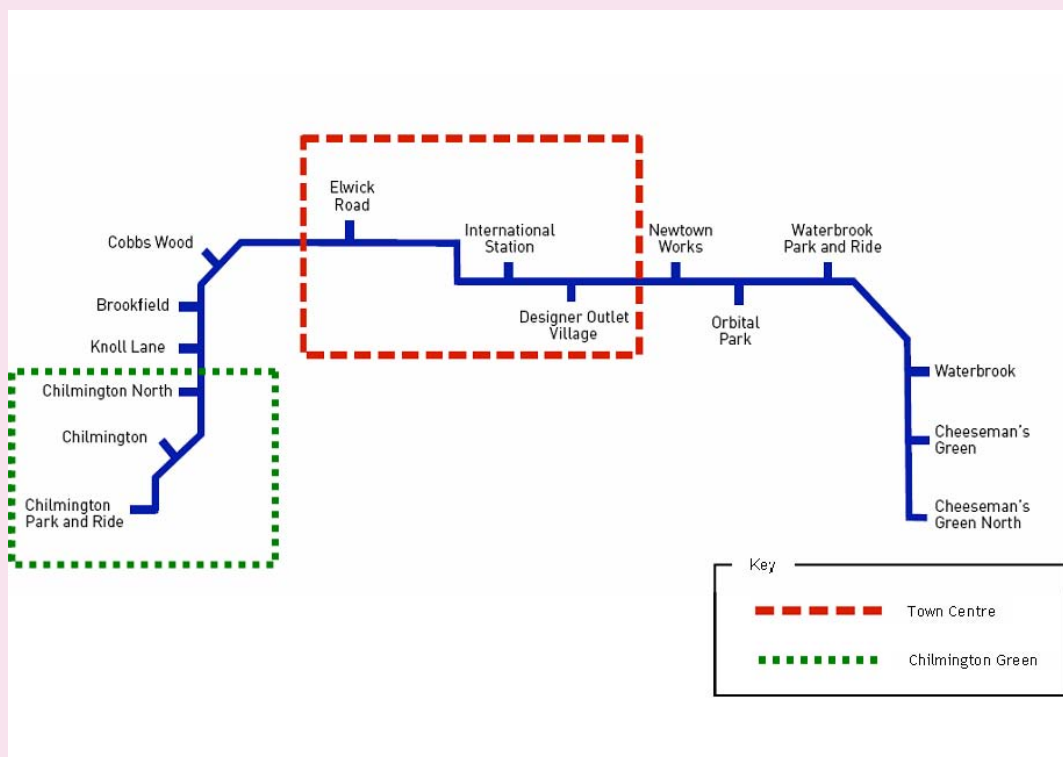 Elwick
Road
Cobbs Wood
International
Station
Newtown
Works
Waterbrook
Park and Ride
Brookfield
Designer Outlet
Village
Orbital
Park
Knoll Lane
Waterbrook
Chilmington North
Chilmington
Cheeseman's
Green
Chilmington
Park and Ride
Cheeseman's
Green North
Key
Town Centre
Chilmington Green